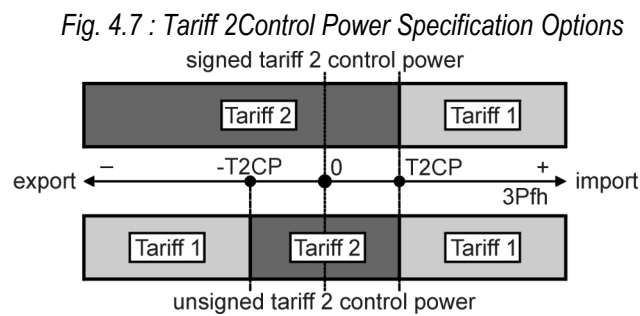 Fig. 4.7 : Tariff 2Control Power Specification Options
signed tariff 2 control power
Tariff 2 Tariff 1
– -T2CP 0 T2CP +
export import
3Pfh
Tariff 1 Tariff 2 Tariff 1
unsigned tariff 2 control power